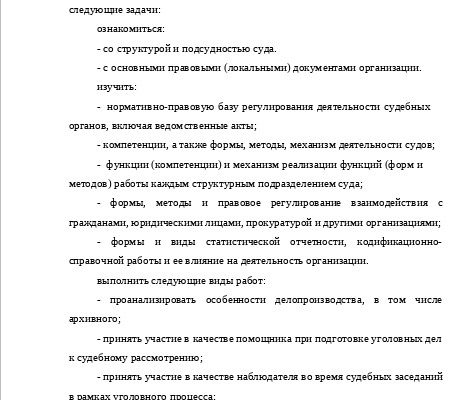 следующие задачи:
ознакомиться:
- со структурой и подсудностью суда.
- с основными правовыми (локальными) документами организации.
изучить:
- нормативно-правовую базу регулирования деятельности судебных
органов, включая ведомственные акты;
- компетенции, а также формы, методы, механизм деятельности судов;
- функции (компетенции) и механизм реализации функций (форм и
методов) работы каждым структурным подразделением суда;
- формы, методы и правовое регулирование взаимодействия с
гражданами, юридическими лицами, прокуратурой и другими организациями;
- формы и виды статистической отчетности, кодификационно-
справочной работы и ее влияние на деятельность организации.
выполнить следующие виды работ:
- проанализировать особенности делопроизводства, в том числе
архивного;
- принять участие в качестве помощника при подготовке уголовных дел
к судебному рассмотрению;
- принять участие в качестве наблюдателя во время судебных заседаний
в рамках уголовного процесса;